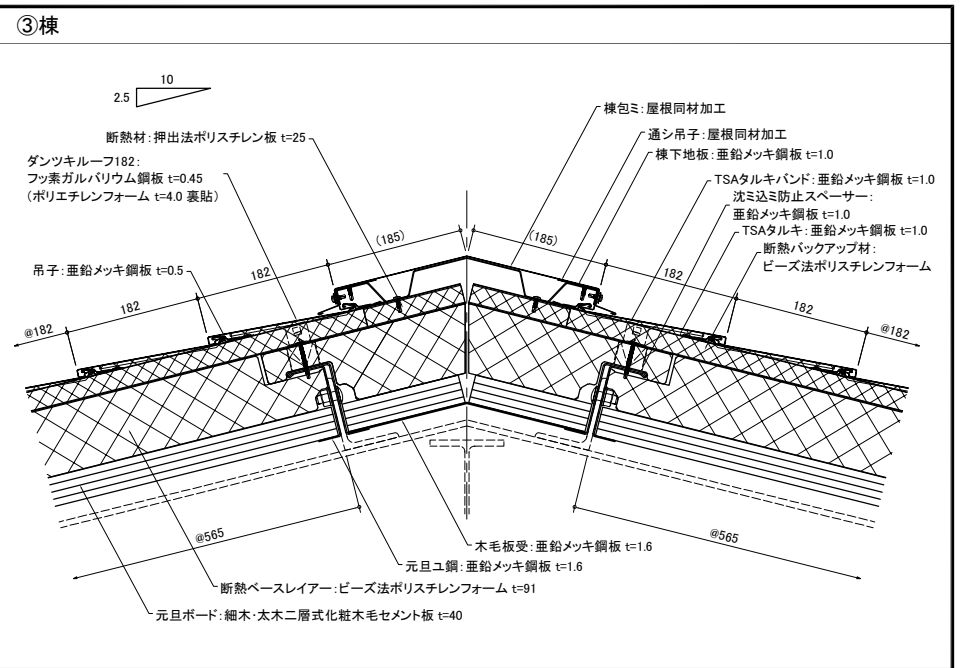 ③棟
10
2.5
断熱材：押出法ポリスチレン板 t=25
ダンツキルーフ182：
フッ素ガルバリウム鋼板 t=0.45
（ポリエチレンフォーム t=4.0 裏貼）
吊子：亜鉛メッキ鋼板 t=0.5
棟包ミ：屋根同材加工
通シ吊子：屋根同材加工
棟下地板：亜鉛メッキ鋼板 t=1.0
TSAタルキバンド：亜鉛メッキ鋼板 t=1.0
沈ミ込ミ防止スペーサー：
亜鉛メッキ鋼板 t=1.0
TSAタルキ：亜鉛メッキ鋼板 t=1.0
断熱バックアップ材：
ビーズ法ポリスチレンフォーム
@182
182
182
(185)
(185)
182
182
@182
@565
@565
木毛板受：亜鉛メッキ鋼板 t=1.6
元旦ユ鋼：亜鉛メッキ鋼板 t=1.6
断熱ベースレイアー：ビーズ法ポリスチレンフォーム t=91
元旦ボード：細木・太木二層式化粧木毛セメント板 t=40